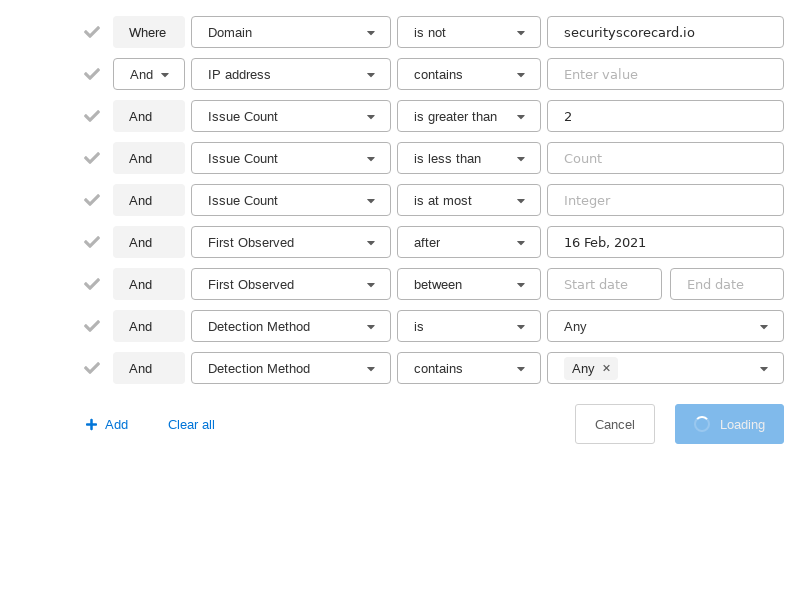 Where Domain is not securityscorecard.io
And IP address contains Enter value
And Issue Count is greater than 2
And Issue Count is less than Count
And Issue Count is at most Integer
And First Observed after 16 Feb, 2021
And First Observed between Start date End date
And Detection Method is Any
And Detection Method contains Any ×
+ Add Clear all Cancel Loading